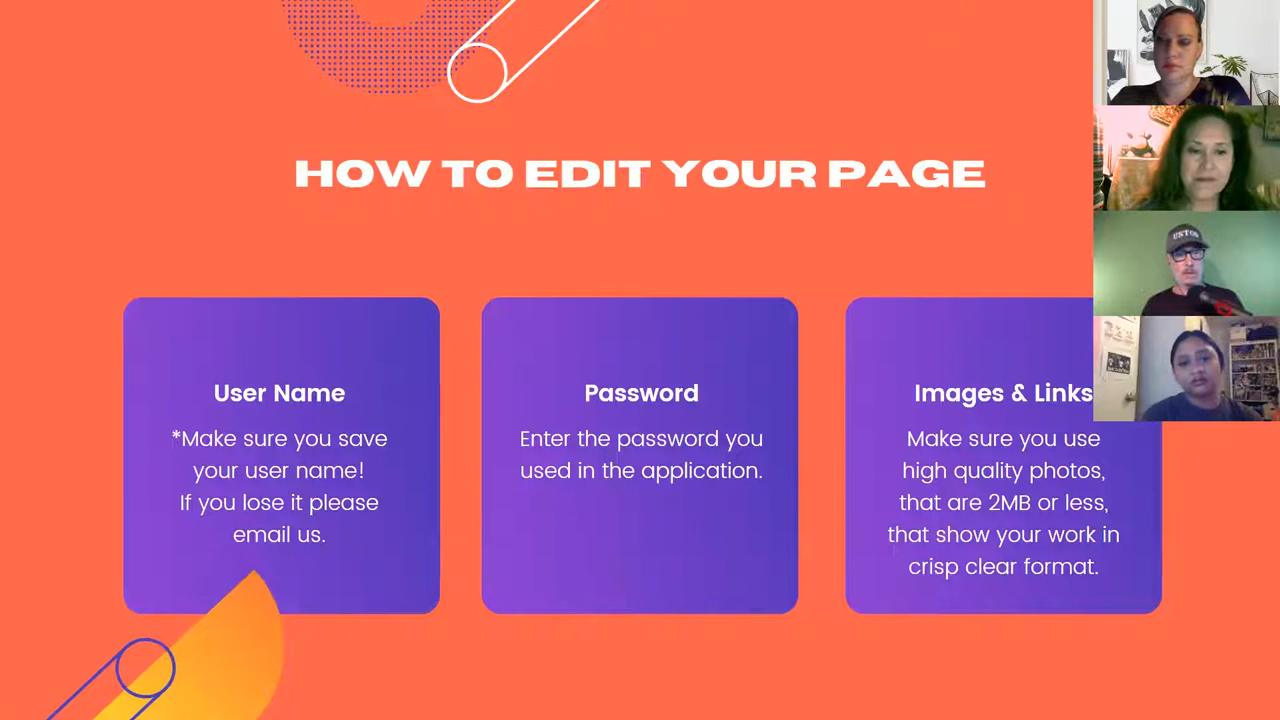 HOW TO EDIT YOUR PAGE
User Name
*Make sure you save
your user name!
If you lose it please
email us.
Password
Enter the password you
used in the application.
Images & Links
Make sure you use
high quality photos,
that are 2MB or less,
that show your work in
crisp clear format.